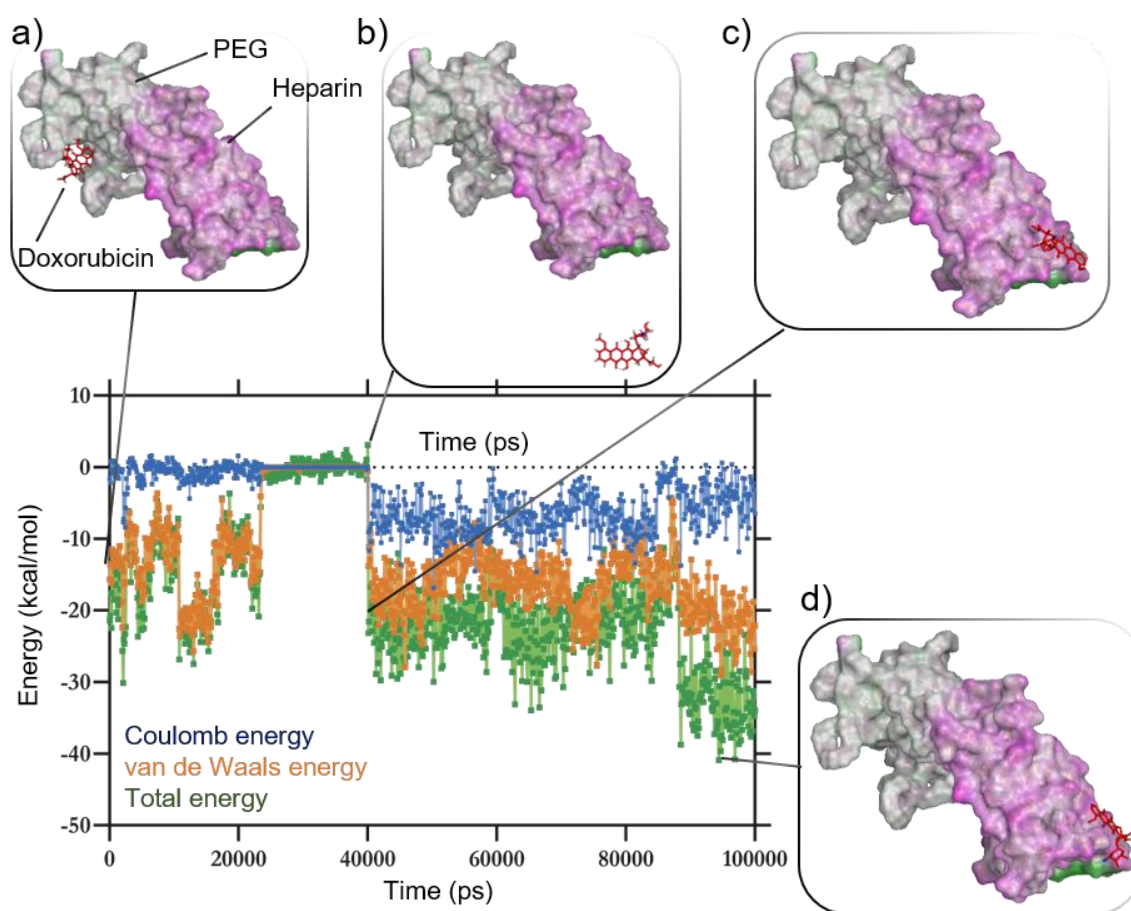 a)
PEG
Heparin
Doxorubicin
b)
c)
10
0
-10
-20
-30
-40
-50
Energy (kcal/mol)
Time (ps)
Coulomb energy
van de Waals energy
Total energy
0
20000
40000
60000
80000
100000
Time (ps)
d)